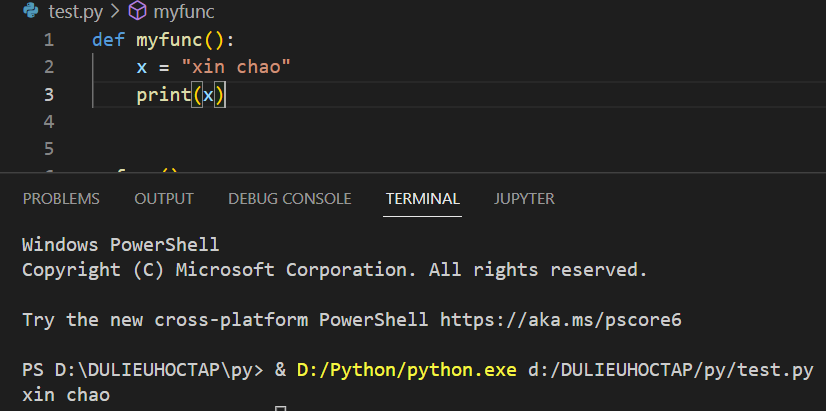 test.py > myfunc
1 def myfunc():
2 x = "xin chao"
3 print(x)
4
5
PROBLEMS OUTPUT DEBUG CONSOLE TERMINAL JUPYTER
Windows PowerShell
Copyright (C) Microsoft Corporation. All rights reserved.
Try the new cross-platform PowerShell https://aka.ms/pscore6
PS D:\DULIEUHOCTAP\py> & D:/Python/python.exe d:/DULIEUHOCTAP/py/test.py
xin chao